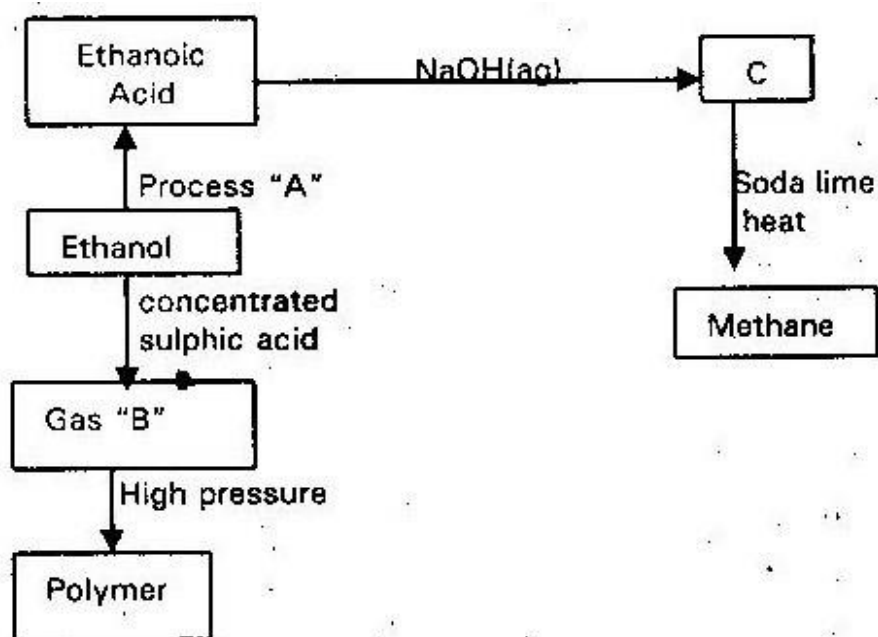 Ethanoic
Acid
NaOH(aq)
C
Process "A"
Soda lime
heat
Ethanol
concentrated
sulphic acid
Methane
Gas "B"
High pressure
Polymer